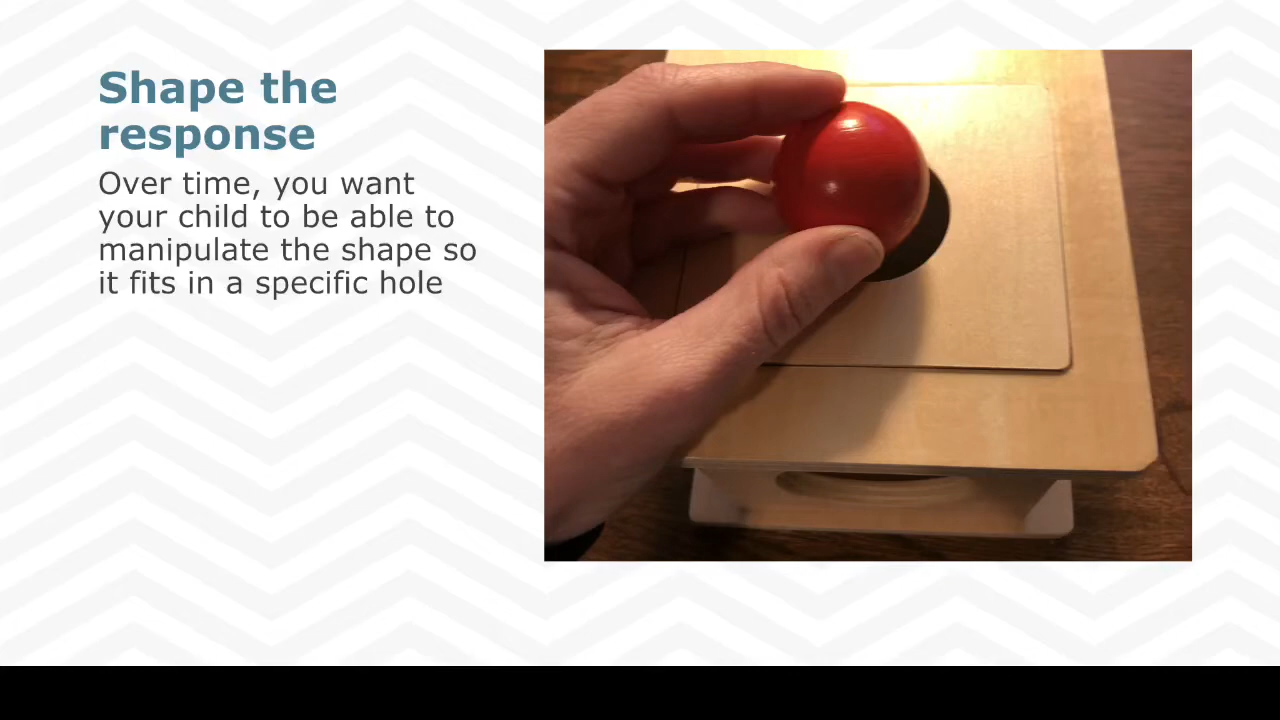 Shape the
response
Over time, you want
your child to be able to
manipulate the shape so
it fits in a specific hole